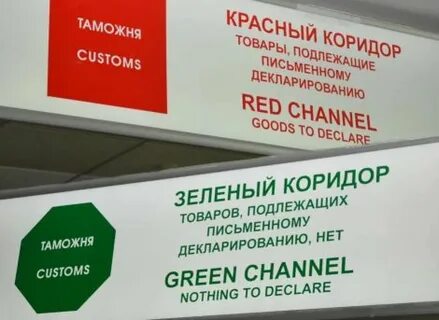 ТАМОЖНЯ
CUSTOMS
КРАСНЫЙ КОРИДОР
ТОВАРЫ, ПОДЛЕЖАЩИЕ
ПИСЬМЕННОМУ
ДЕКЛАРИРОВАНИЮ
RED CHANNEL
GOODS TO DECLARE
ТАМОЖНЯ
CUSTOMS
ЗЕЛЕНЫЙ КОРИДОР
ТОВАРОВ, ПОДЛЕЖАЩИХ
ПИСЬМЕННОМУ
ДЕКЛАРИРОВАНИЮ, НЕТ
GREEN CHANNEL
NOTHING TO DECLARE